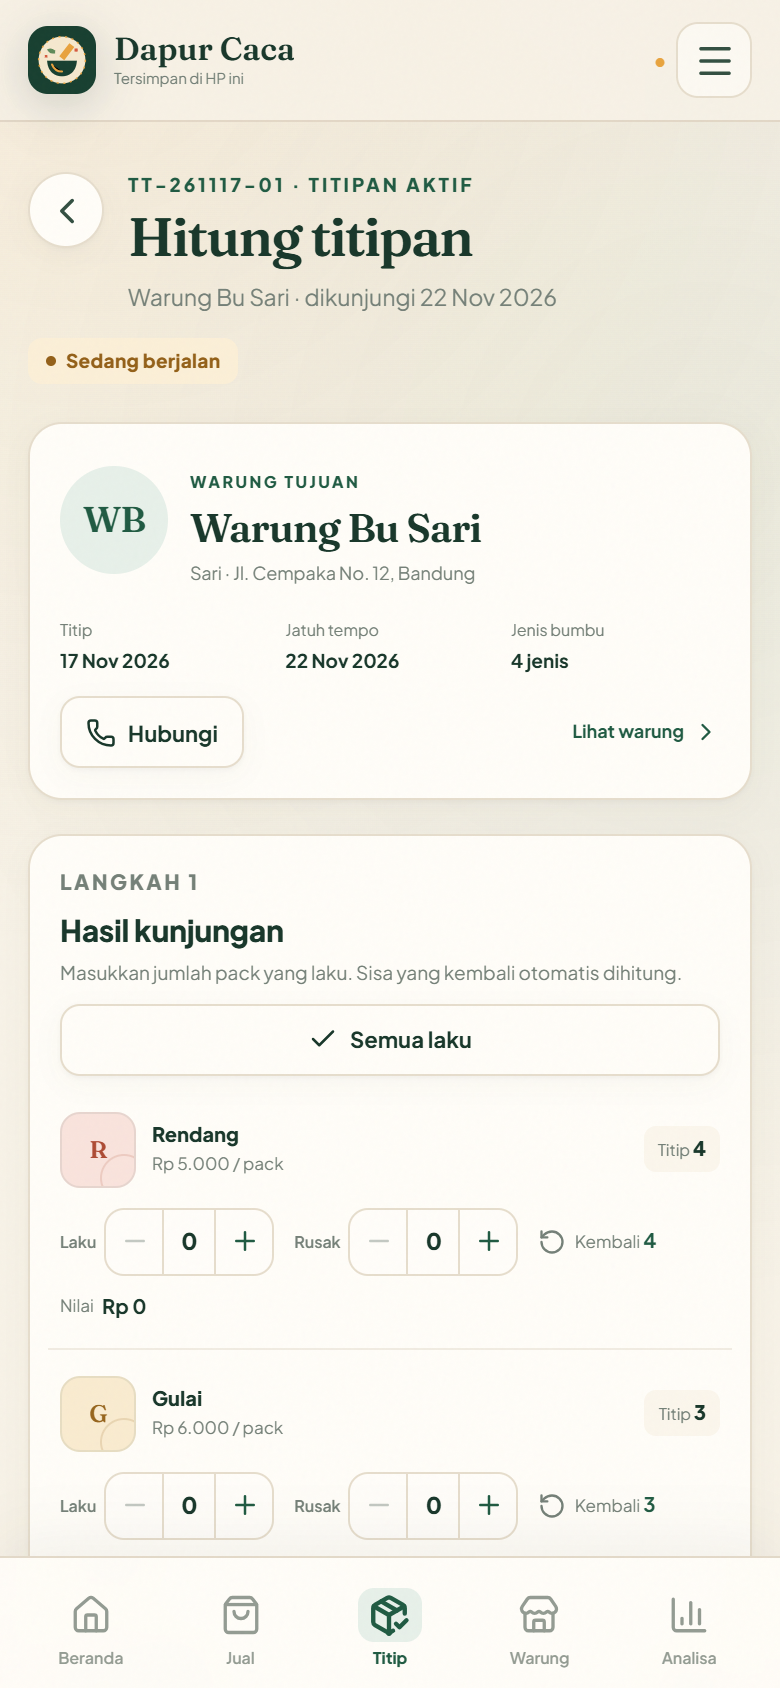 Dapur Caca
Tersimpan di HP ini
TT-261117-01 · TITIPAN AKTIF
Hitung titipan
Warung Bu Sari · dikunjungi 22 Nov 2026
Sedang berjalan
WB
WARUNG TUJUAN
Warung Bu Sari
Sari · Jl. Cempaka No. 12, Bandung
Titip Jatuh tempo Jenis bumbu
17 Nov 2026 22 Nov 2026 4 jenis
Hubungi Lihat warung
LANGKAH 1
Hasil kunjungan
Masukkan jumlah pack yang laku. Sisa yang kembali otomatis dihitung.
Semua laku
R Rendang Titip 4
Rp 5.000 / pack
Laku − 0 + Rusak − 0 + Kembali 4
Nilai Rp 0
G Gulai Titip 3
Rp 6.000 / pack
Laku − 0 + Rusak − 0 + Kembali 3
Beranda Jual Titip Warung Analisa